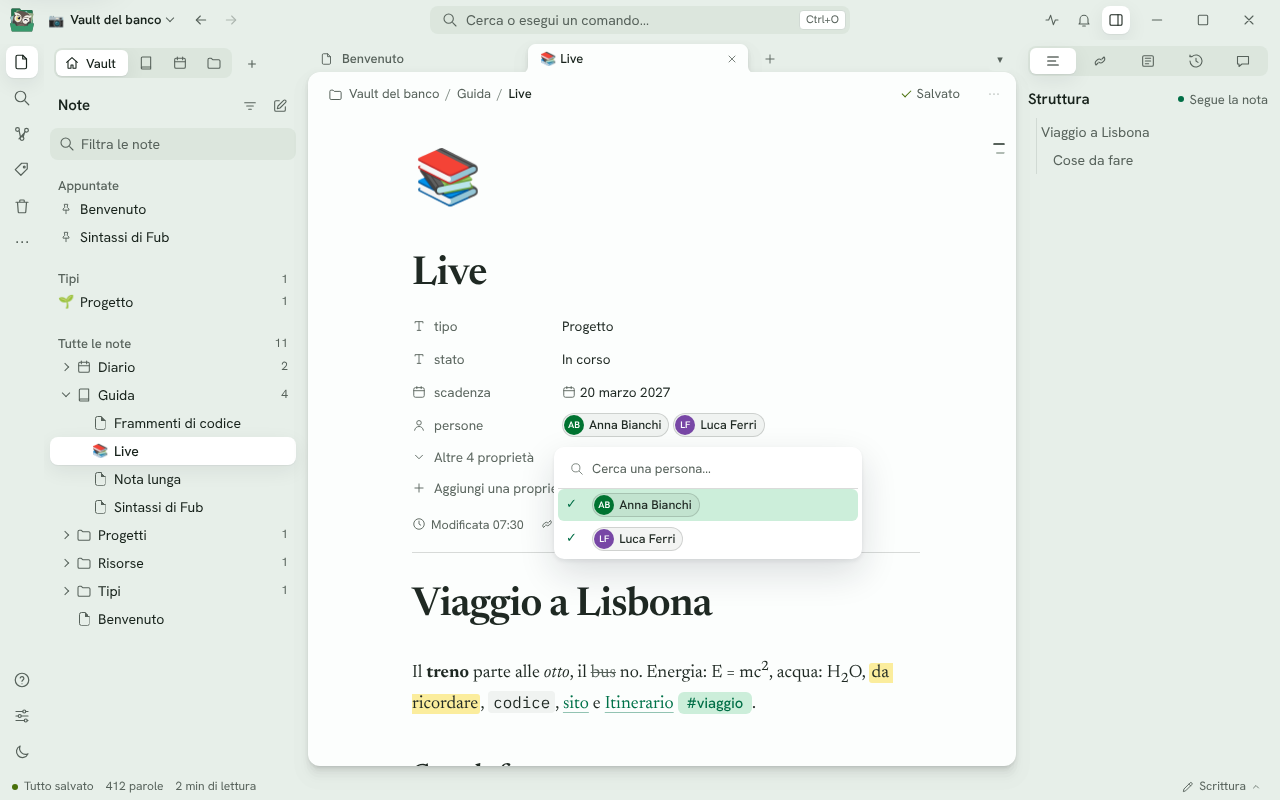 Vault del banco
Cerca o esegui un comando...
Ctrl+O
Vault
Benvenuto
Live
Note
Filtra le note
Appuntate
Benvenuto
Sintassi di Fub
Tipi 1
Progetto 1
Tutte le note 11
Diario 2
Guida 4
Frammenti di codice
Live
Nota lunga
Sintassi di Fub
Progetti 1
Risorse 1
Tipi 1
Benvenuto
Vault del banco / Guida / Live
Salvato
Live
tipo Progetto
stato In corso
scadenza 20 marzo 2027
persone AB Anna Bianchi LF Luca Ferri
Altre 4 proprietà
Aggiungi una proprie
Modificata 07:30
Cerca una persona...
✓ AB Anna Bianchi
✓ LF Luca Ferri
Viaggio a Lisbona
Il treno parte alle otto, il bus no. Energia: E = mc², acqua: H₂O, da
ricordare, codice, sito e Itinerario #viaggio.
Struttura
Segue la nota
Viaggio a Lisbona
Cose da fare
Tutto salvato 412 parole 2 min di lettura
Scrittura